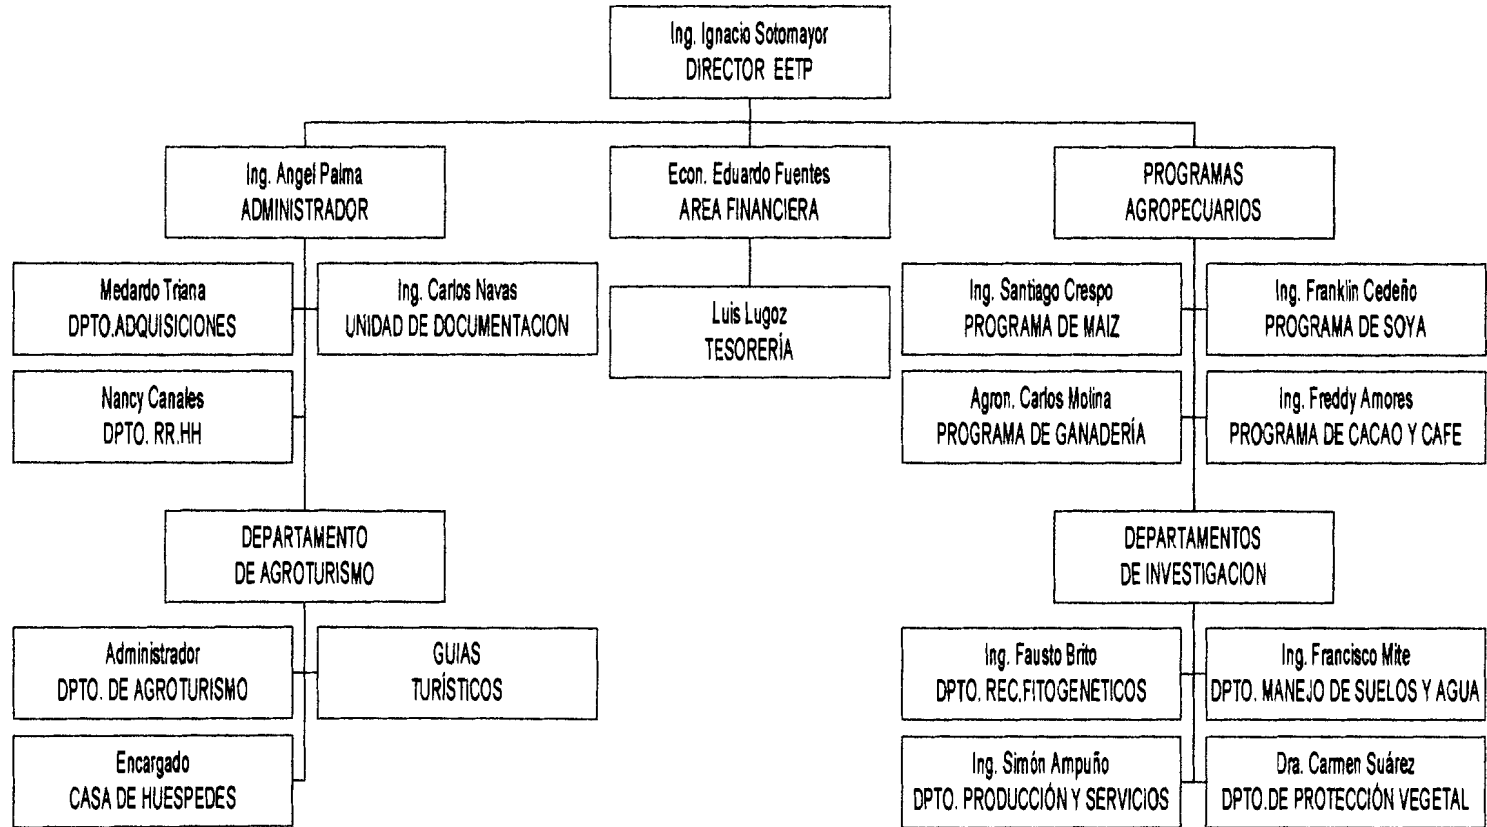 Ing. Ignacio Sotomayor
DIRECTOR EETP
Ing. Angel Palma
ADMINISTRADOR
Econ. Eduardo Fuentes
AREA FINANCIERA
PROGRAMAS
AGROPECUARIOS
Medardo Triana
DPTO.ADQUISICIONES
Ing. Carlos Navas
UNIDAD DE DOCUMENTACION
Luis Lugoz
TESORERÍA
Ing. Santiago Crespo
PROGRAMA DE MAIZ
Ing. Franklin Cedeño
PROGRAMA DE SOYA
Nancy Canales
DPTO. RR.HH
Agron. Carlos Molina
PROGRAMA DE GANADERÍA
Ing. Freddy Amores
PROGRAMA DE CACAO Y CAFE
DEPARTAMENTO
DE AGROTURISMO
DEPARTAMENTOS
DE INVESTIGACION
Administrador
DPTO. DE AGROTURISMO
GUIAS
TURÍSTICOS
Ing. Fausto Brito
DPTO. REC.FITOGENETICOS
Ing. Francisco Mite
DPTO. MANEJO DE SUELOS Y AGUA
Encargado
CASA DE HUESPEDES
Ing. Simón Ampuño
DPTO. PRODUCCIÓN Y SERVICIOS
Dra. Carmen Suárez
DPTO.DE PROTECCIÓN VEGETAL